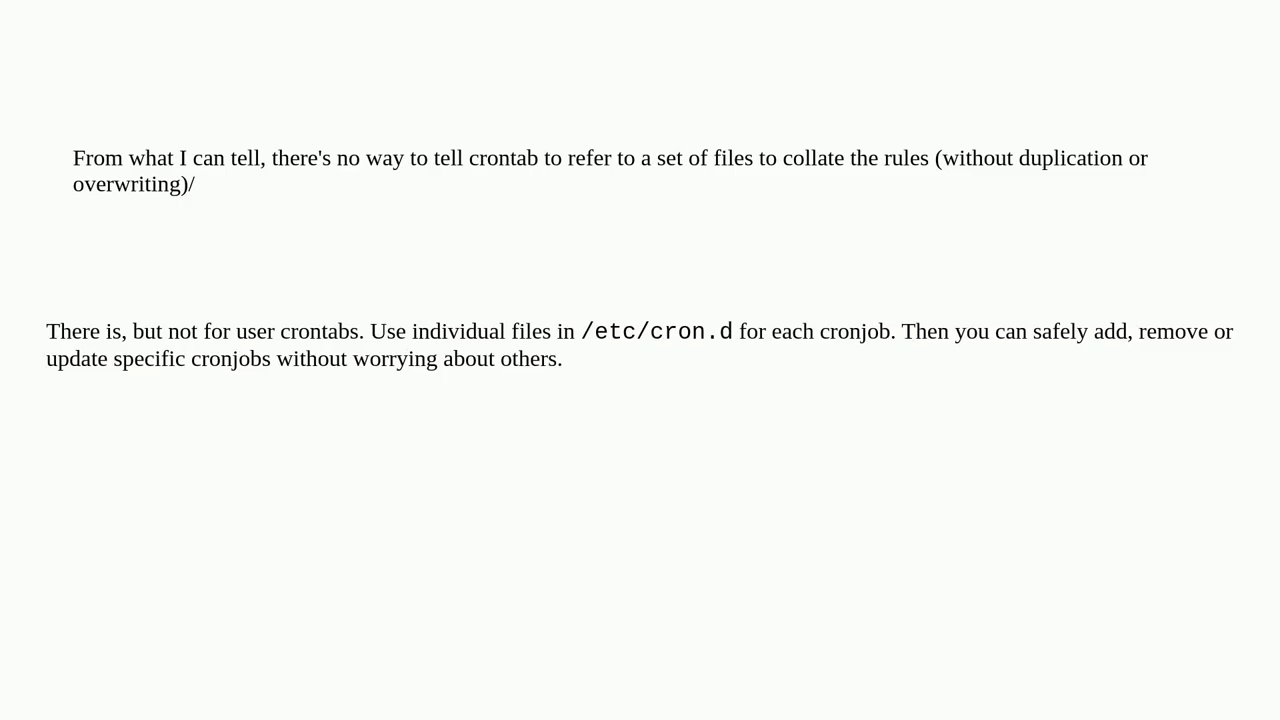 From what I can tell, there's no way to tell crontab to refer to a set of files to collate the rules (without duplication or
overwriting)/
There is, but not for user crontabs. Use individual files in /etc/cron.d for each cronjob. Then you can safely add, remove or
update specific cronjobs without worrying about others.